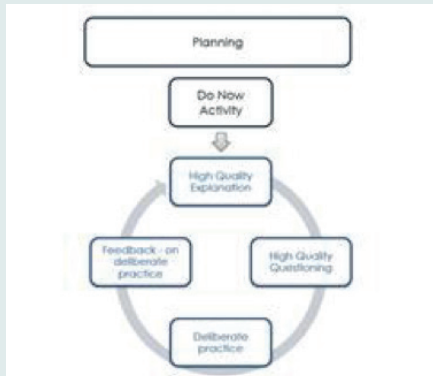 Planning
Do Now
Activity
High Quality
Explanation
Feedback - on
deliberate
practice
High Quality
Questioning
Deliberate
practice